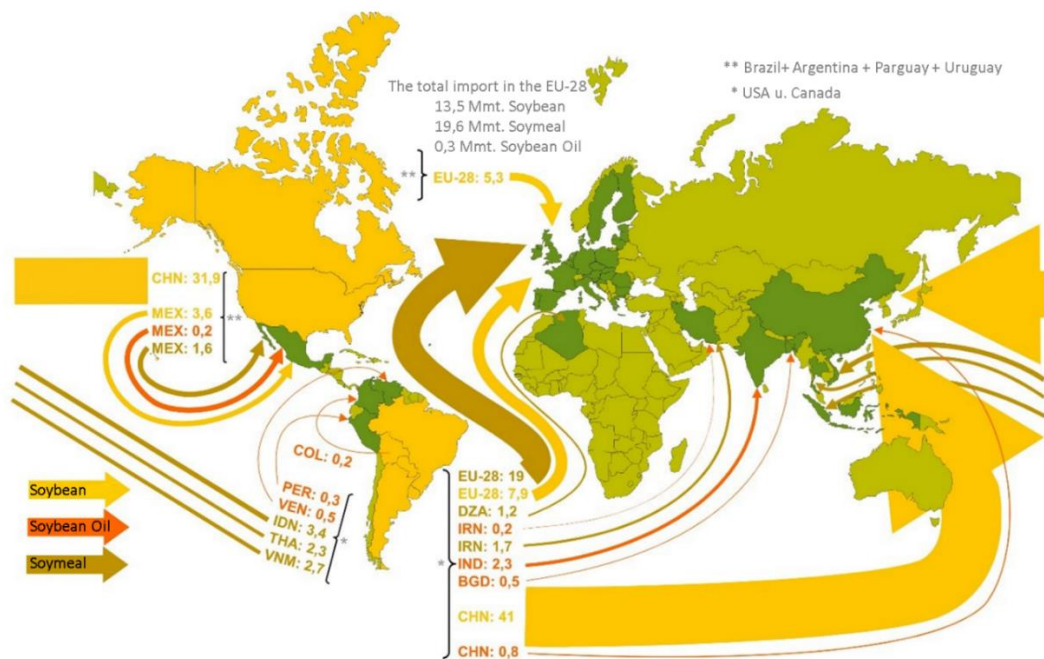 The total import in the EU-28
13,5 Mmt. Soybean
19,6 Mmt. Soymeal
0,3 Mmt. Soybean Oil
** Brazil+ Argentina + Parguay + Uruguay
* USA u. Canada
**
EU-28: 5,3
CHN: 31,9
MEX: 3,6
MEX: 0,2
MEX: 1,6
**
COL: 0,2
PER: 0,3
VEN: 0,5
IDN: 3,4
THA: 2,3
VNM: 2,7
*
EU-28: 19
EU-28: 7,9
DZA: 1,2
IRN: 0,2
IRN: 1,7
IND: 2,3
BGD: 0,5
CHN: 41
CHN: 0,8
*
Soybean
Soybean Oil
Soymeal